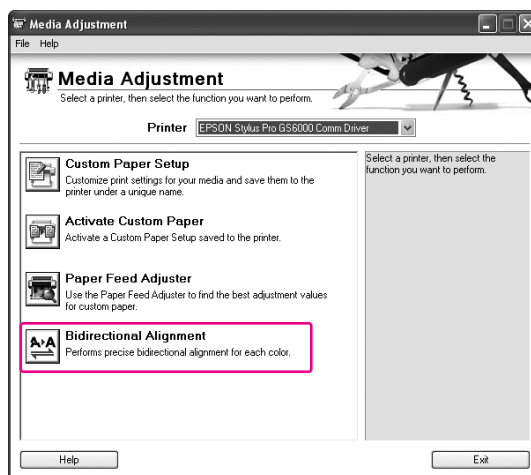 Media Adjustment
File Help
Media Adjustment
Select a printer, then select the function you want to perform.
Printer EPSON Stylus Pro GS6000 Comm Driver
Custom Paper Setup
Customize print settings for your media and save them to the
printer under a unique name.
Activate Custom Paper
Activate a Custom Paper Setup saved to the printer.
Paper Feed Adjuster
Use the Paper Feed Adjuster to find the best adjustment values
for custom paper.
A›A
Bidirectional Alignment
Performs precise bidirectional alignment for each color.
Select a printer, then select the
function you want to perform.
Help
Exit